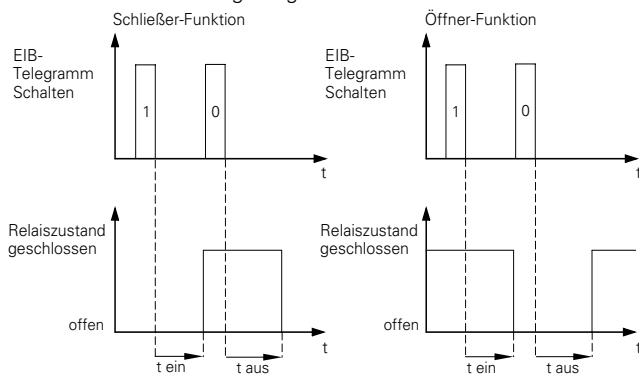 Schließer-Funktion
EIB-
Telegramm
Schalten
1
0
t
Relaiszustand
geschlossen
offen
t
t ein
t aus
Öffner-Funktion
EIB-
Telegramm
Schalten
1
0
t
Relaiszustand
geschlossen
offen
t
t ein
t aus